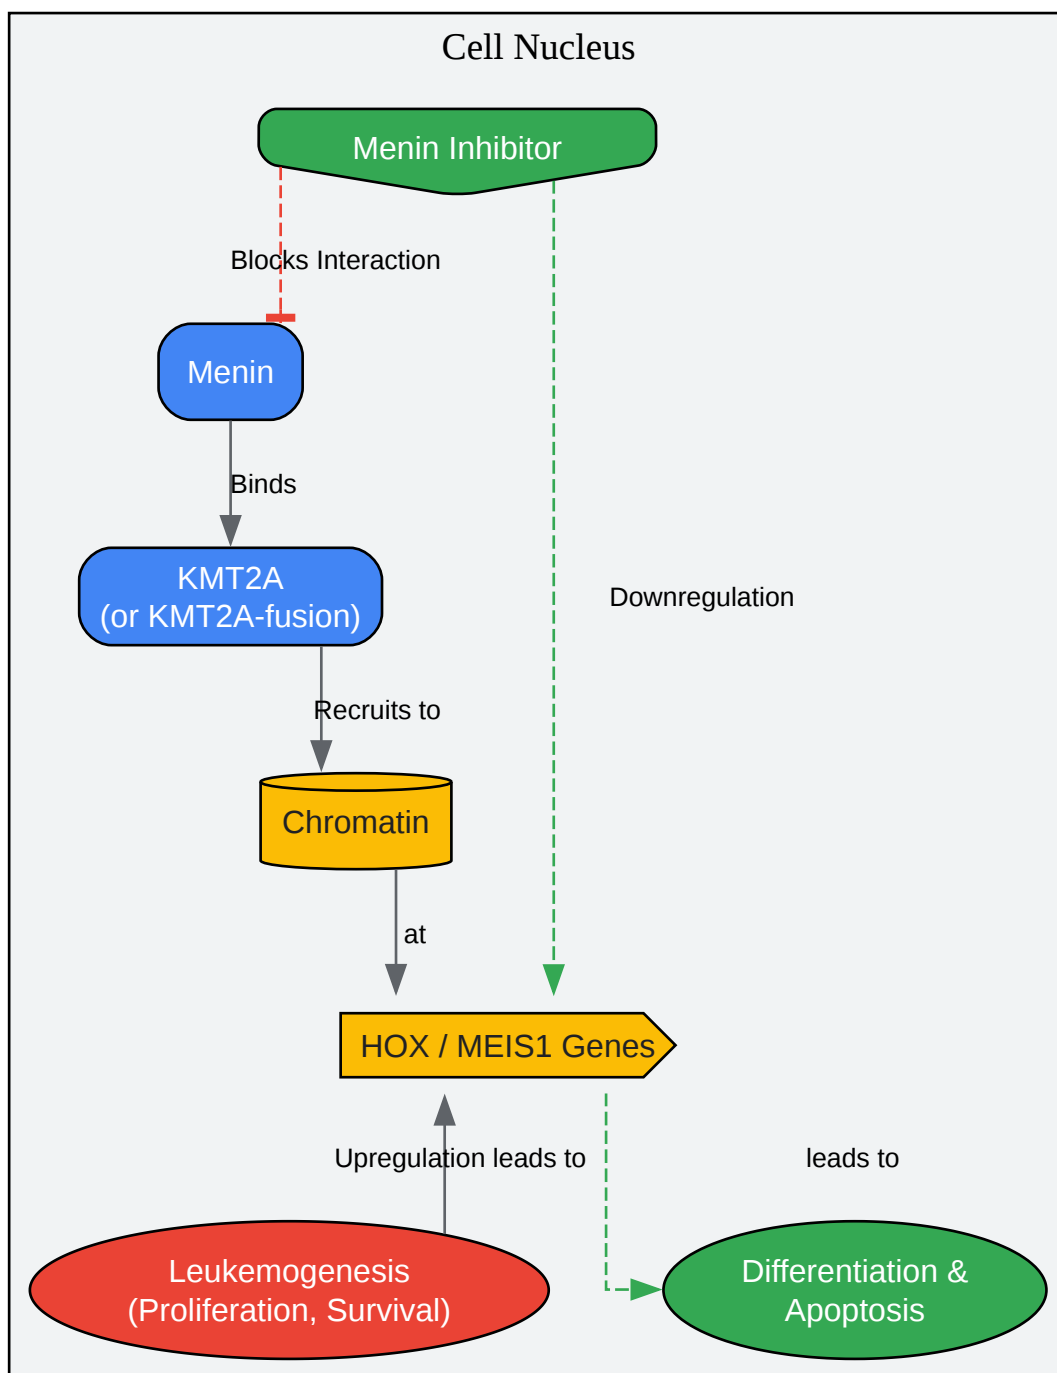 Cell Nucleus
Menin Inhibitor
Blocks Interaction
Menin
Binds
KMT2A
(or KMT2A-fusion)
Downregulation
Recruits to
Chromatin
at
HOX / MEIS1 Genes
Upregulation leads to
leads to
Leukemogenesis
(Proliferation, Survival)
Differentiation &
Apoptosis